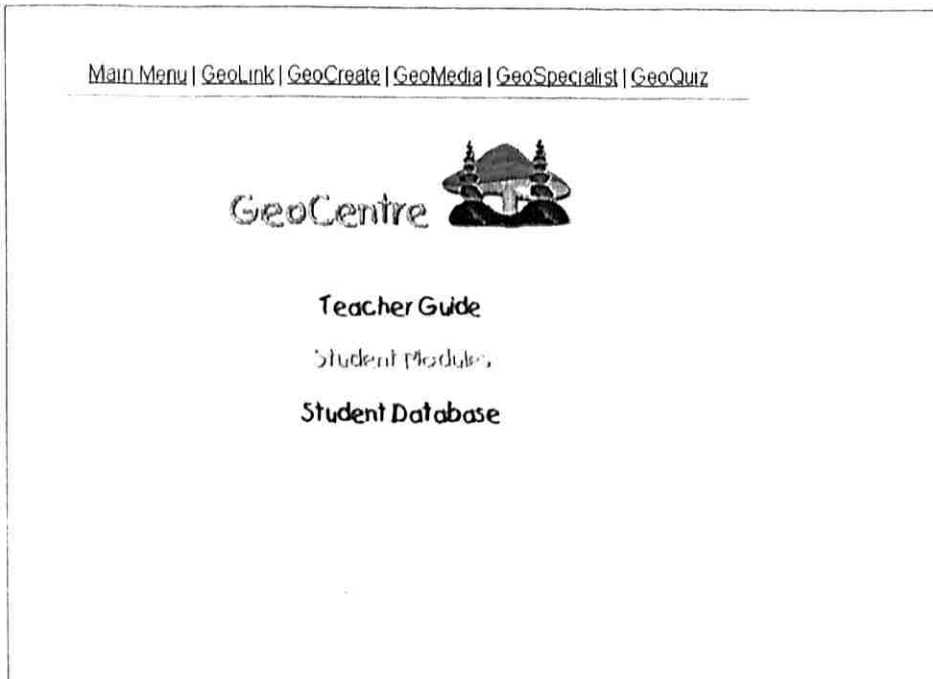 Main Menu | GeoLink | GeoCreate | GeoMedia | GeoSpecialist | GeoQuiz
GeoCentre
Teacher Guide
Student Modules
Student Database